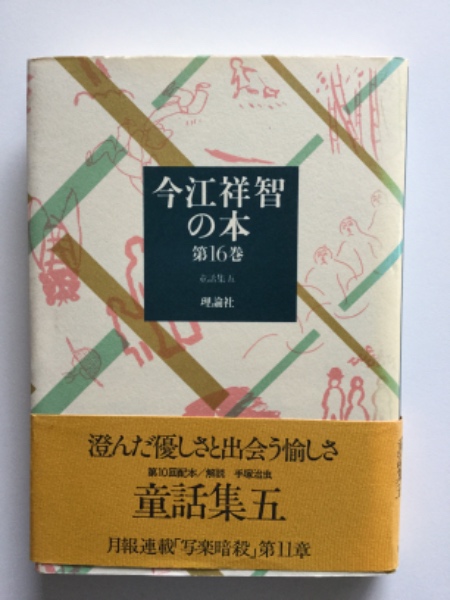 今江祥智
の本
第16巻
童話集 五
理論社
澄んだ優しさと出会う愉しさ
第10回配本/解説 手塚治虫
童話集五
月報連載「写楽暗殺」第11章